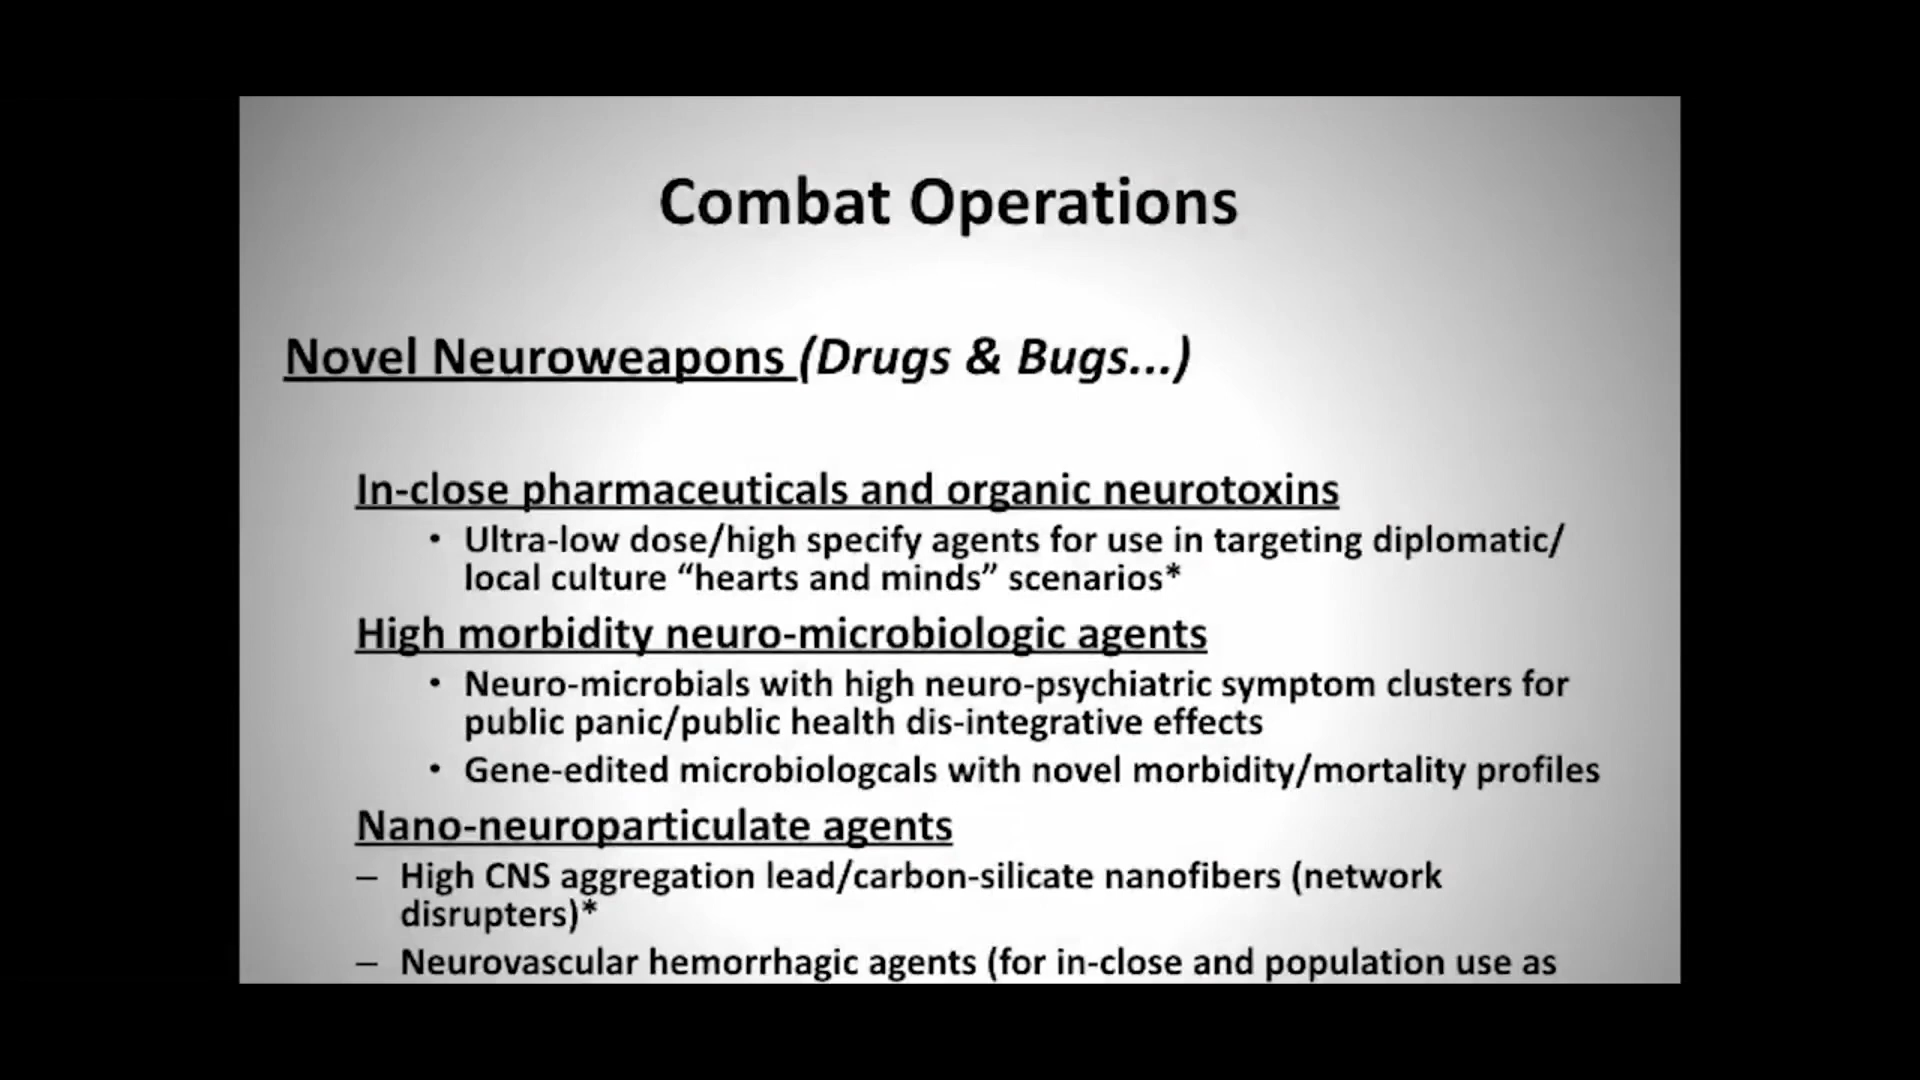 Combat Operations
Novel Neuroweapons (Drugs & Bugs...)
In-close pharmaceuticals and organic neurotoxins
• Ultra-low dose/high specify agents for use in targeting diplomatic/
local culture “hearts and minds” scenarios*
High morbidity neuro-microbiologic agents
• Neuro-microbials with high neuro-psychiatric symptom clusters for
public panic/public health dis-integrative effects
• Gene-edited microbiologcals with novel morbidity/mortality profiles
Nano-neuroparticulate agents
– High CNS aggregation lead/carbon-silicate nanofibers (network
disrupters)*
– Neurovascular hemorrhagic agents (for in-close and population use as